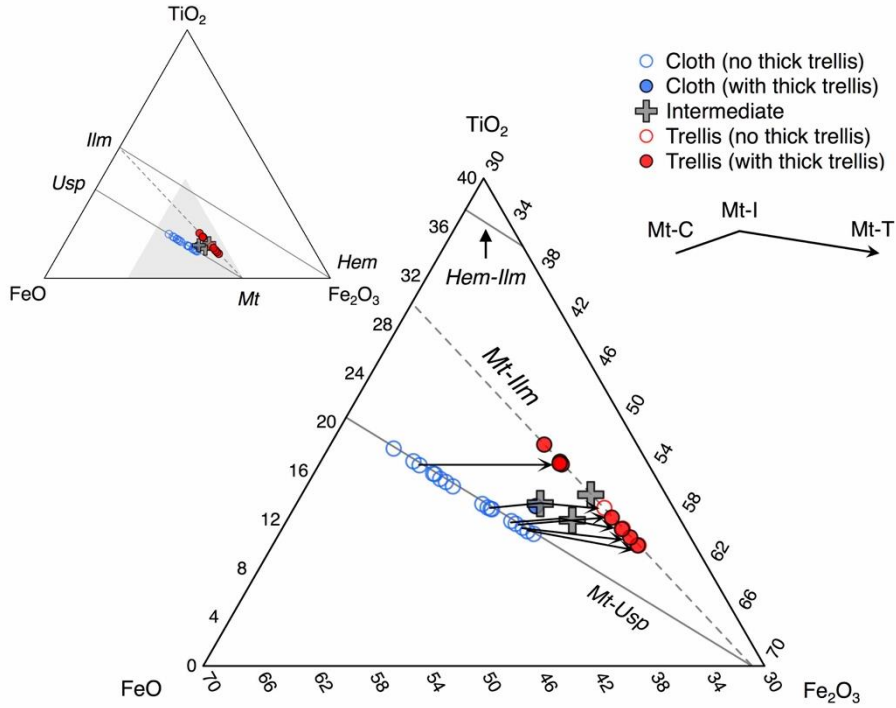 TiO2
Ilm
Usp
FeO
Mt
Hem
Fe2O3
Cloth (no thick trellis)
Cloth (with thick trellis)
Intermediate
Trellis (no thick trellis)
Trellis (with thick trellis)
Mt-C
Mt-I
Mt-T
TiO2
40
36
32
28
24
20
16
12
8
4
0
30
34
38
42
46
50
54
58
62
66
70
Hem-Ilm
Mt-Ilm
Mt-Usp
FeO
70
66
62
58
54
50
46
42
38
34
30
Fe2O3